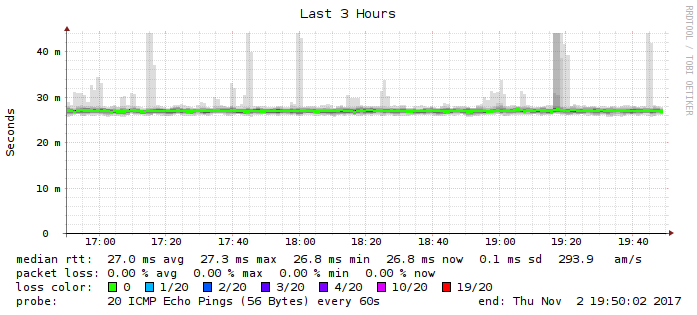 Last 3 Hours
RRDTOOL / TOBI OETIKER
Seconds
40 m
30 m
20 m
10 m
0
17:00 17:20 17:40 18:00 18:20 18:40 19:00 19:20 19:40
median rtt: 27.0 ms avg 27.3 ms max 26.8 ms min 26.8 ms now 0.1 ms sd 293.9 am/s
packet loss: 0.00 % avg 0.00 % max 0.00 % min 0.00 % now
loss color: 0 1/20 2/20 3/20 4/20 10/20 19/20
probe: 20 ICMP Echo Pings (56 Bytes) every 60s end: Thu Nov 2 19:50:02 2017